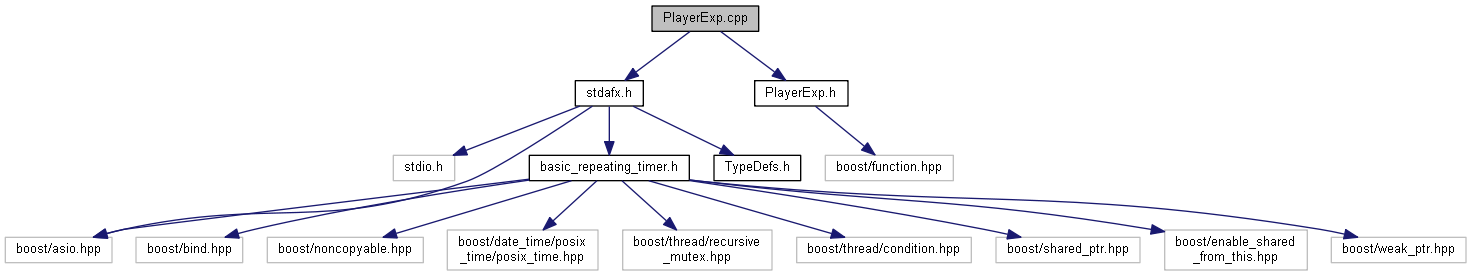 PlayerExp.cpp
stdafx.h
PlayerExp.h
stdio.h
basic_repeating_timer.h
TypeDefs.h
boost/function.hpp
boost/asio.hpp
boost/bind.hpp
boost/noncopyable.hpp
boost/date_time/posix
_time/posix_time.hpp
boost/thread/recursive
_mutex.hpp
boost/thread/condition.hpp
boost/shared_ptr.hpp
boost/enable_shared
_from_this.hpp
boost/weak_ptr.hpp